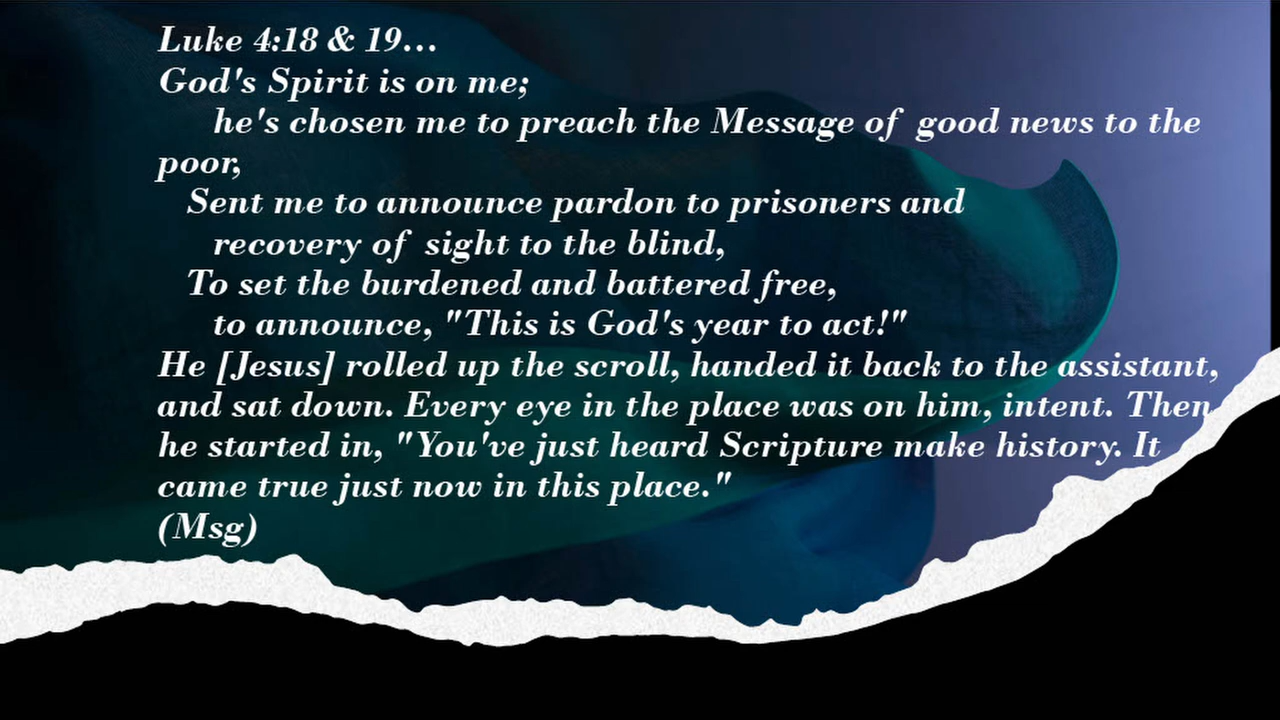 Luke 4:18 & 19...
God's Spirit is on me;
he's chosen me to preach the Message of good news to the
poor,
Sent me to announce pardon to prisoners and
recovery of sight to the blind,
To set the burdened and battered free,
to announce, "This is God's year to act!"
He [Jesus] rolled up the scroll, handed it back to the assistant,
and sat down. Every eye in the place was on him, intent. Then
he started in, "You've just heard Scripture make history. It
came true just now in this place."
(Msg)